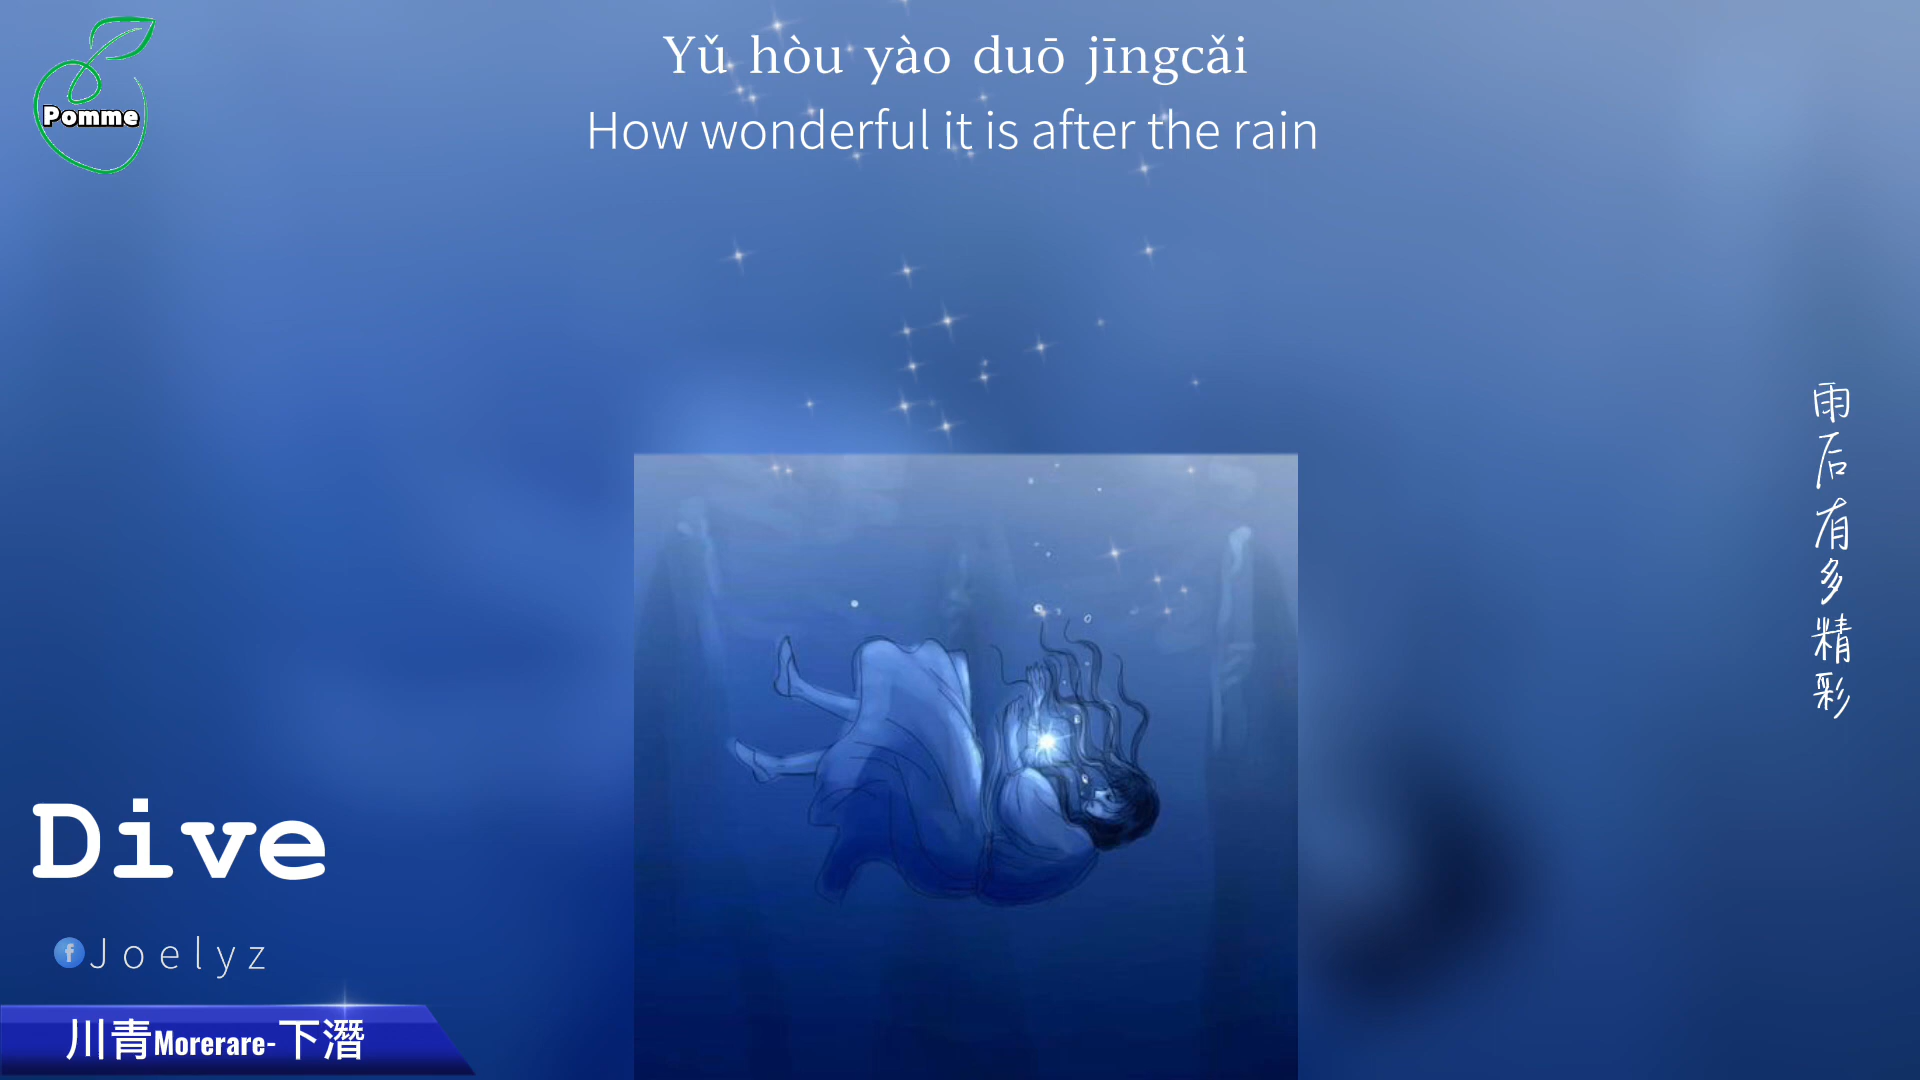 Pomme
Yǔ hòu yào duō jīngcǎi
How wonderful it is after the rain
雨后有多精彩
Dive
Joelyz
川青Morerare-下潛